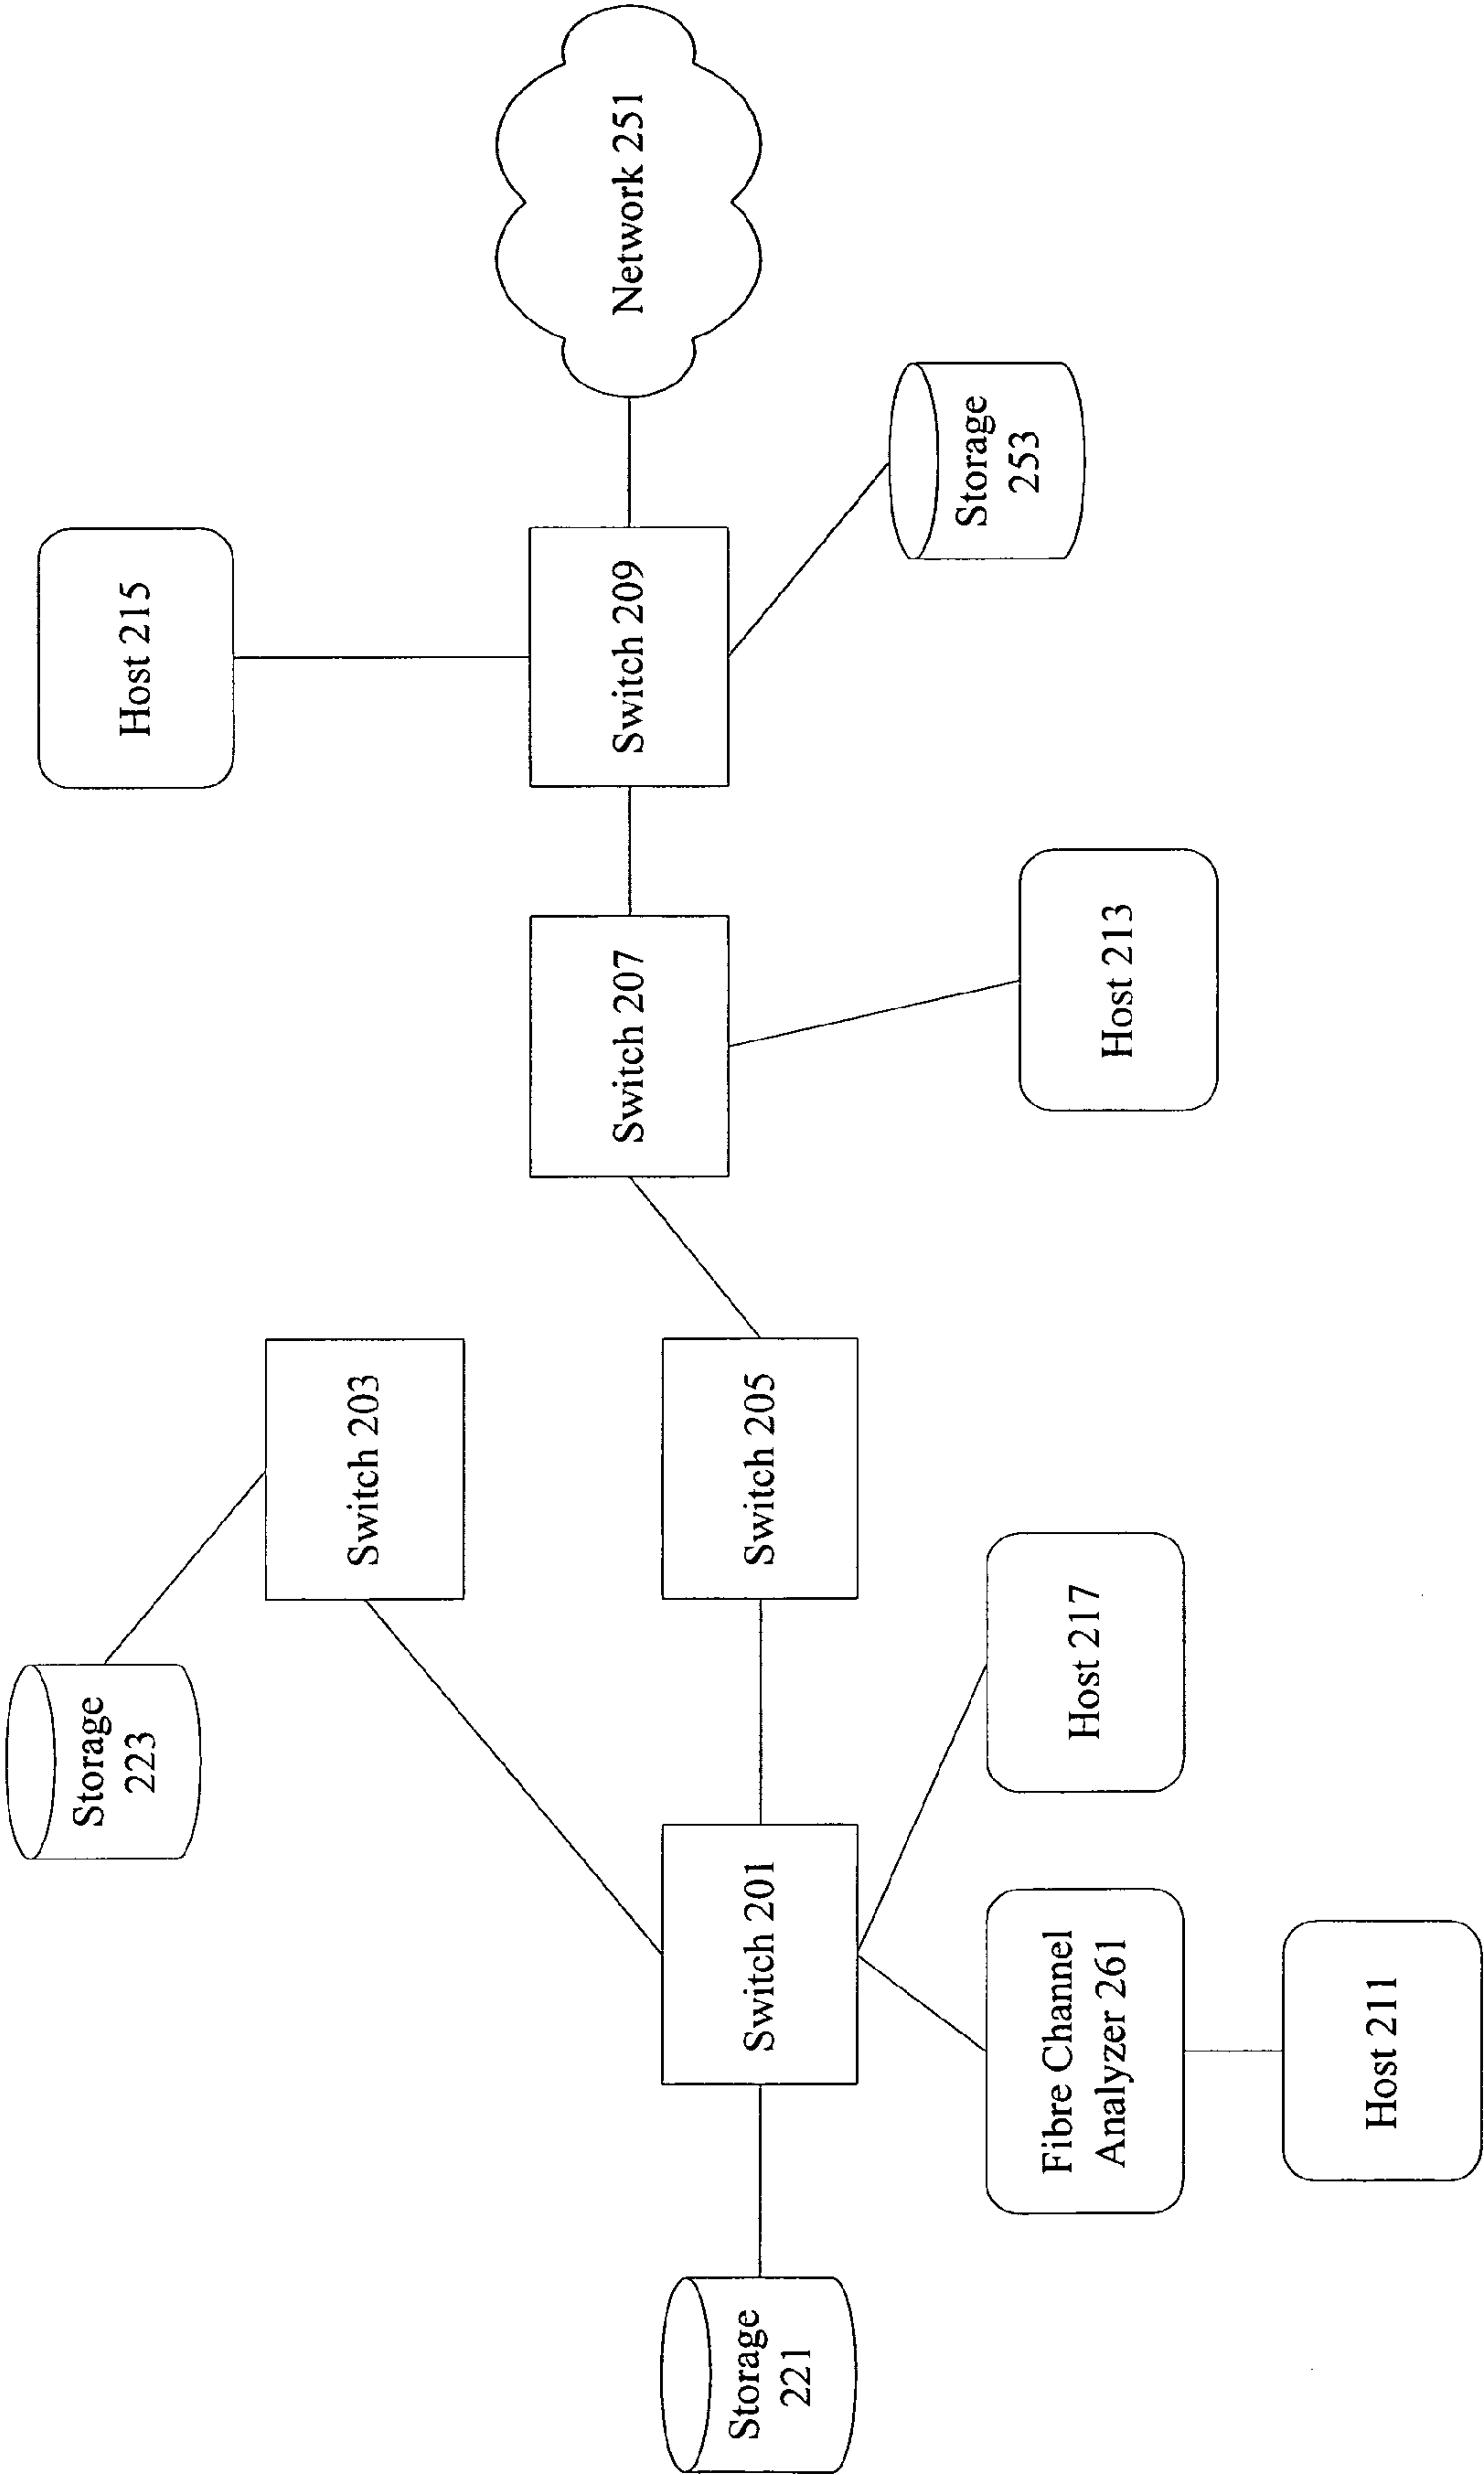 Storage
223
Host 215
Switch 203
Switch 207
Switch 209
Network 251
Storage
221
Switch 201
Switch 205
Storage
253
Fibre Channel
Analyzer 261
Host 217
Host 213
Host 211